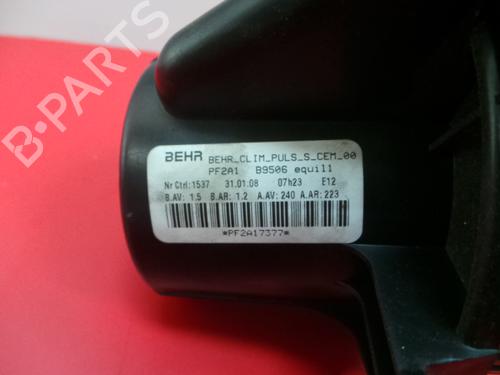 BEHR BEHR_CLIM_PULS_S_CEM_00
PF2A1 B9506 equil1
Nr Ctrl:1537 31.01.08 07h23 E12
B.AV: 1.5 B.AR: 1.2 A.AV: 240 A.AR: 223
*PF2A17377*
B-PARTS